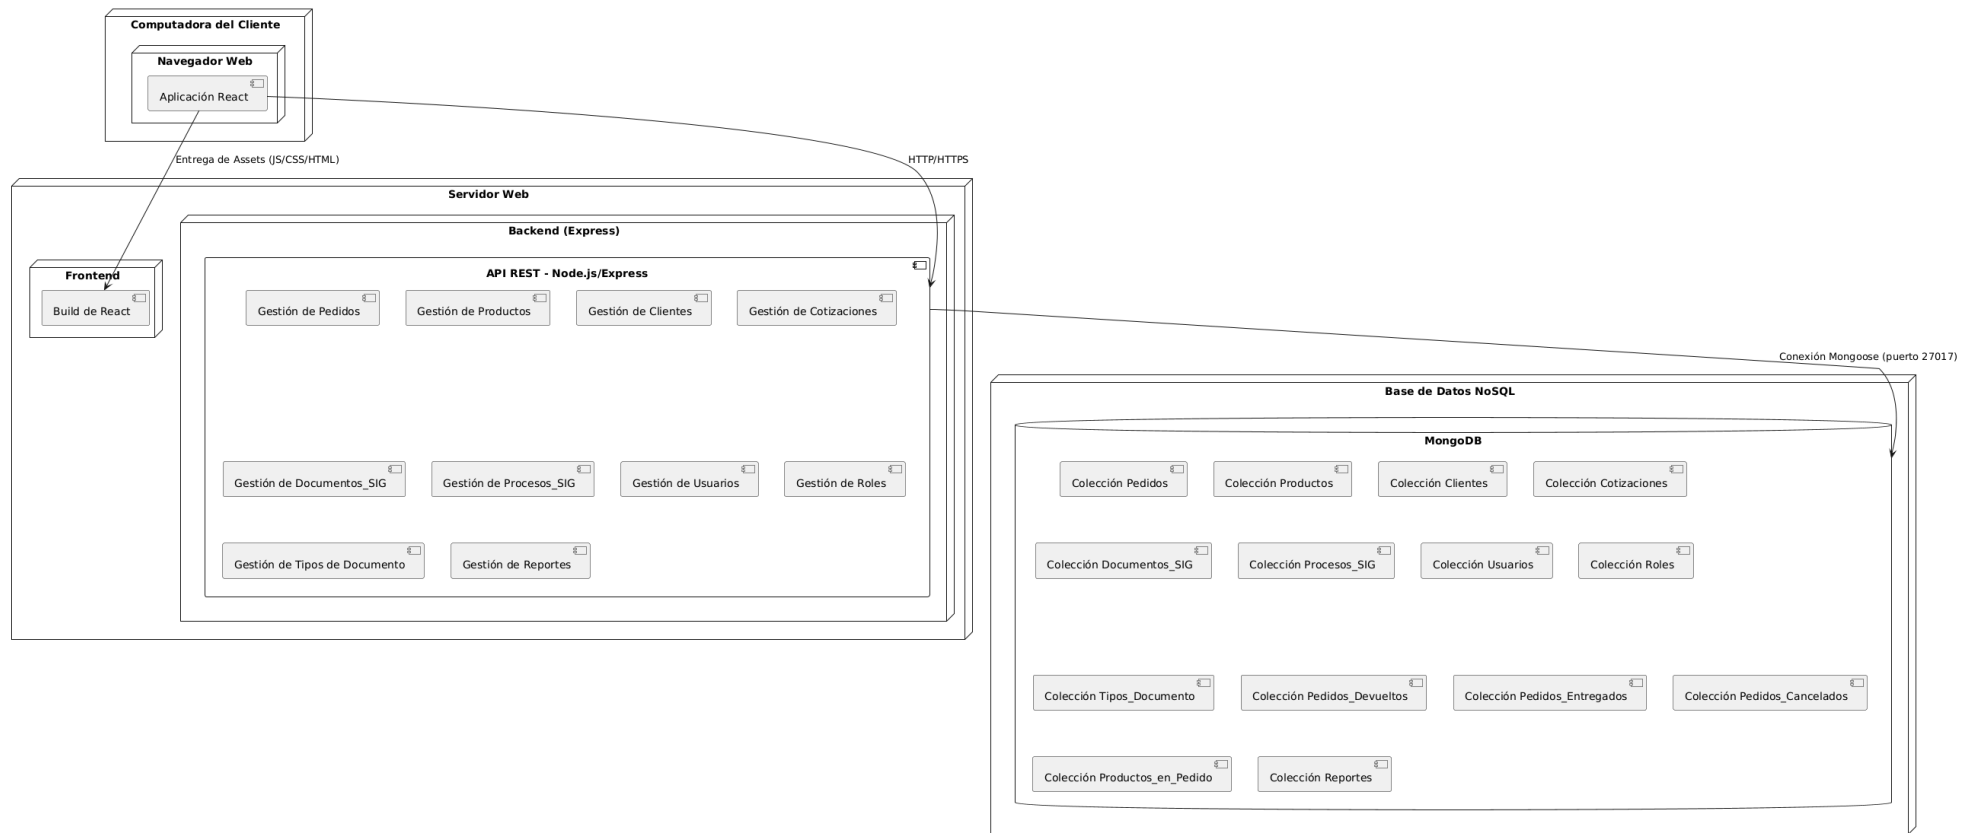 Computadora del Cliente
Navegador Web
Aplicación React
Entrega de Assets (JS/CSS/HTML)
HTTP/HTTPS
Servidor Web
Backend (Express)
Frontend
Build de React
API REST - Node.js/Express
Gestión de Pedidos
Gestión de Productos
Gestión de Clientes
Gestión de Cotizaciones
Gestión de Documentos_SIG
Gestión de Procesos_SIG
Gestión de Usuarios
Gestión de Roles
Gestión de Tipos de Documento
Gestión de Reportes
Conexión Mongoose (puerto 27017)
Base de Datos NoSQL
MongoDB
Colección Pedidos
Colección Productos
Colección Clientes
Colección Cotizaciones
Colección Documentos_SIG
Colección Procesos_SIG
Colección Usuarios
Colección Roles
Colección Tipos_Documento
Colección Pedidos_Devueltos
Colección Pedidos_Entregados
Colección Pedidos_Cancelados
Colección Productos_en_Pedido
Colección Reportes